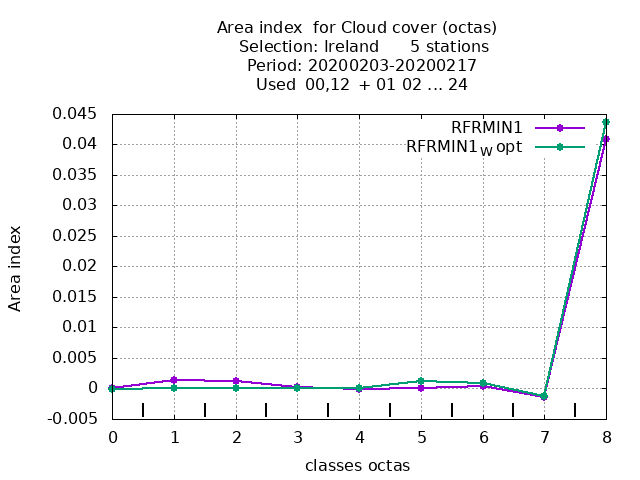 Area index  for Cloud cover (octas)
Selection: Ireland      5 stations
Period: 20200203-20200217
Used  00,12  + 01 02 ... 24
0.045
RFRMIN1
0.04
RFRMIN1W opt
0.035
0.03
0.025
0.02
0.015
0.01
0.005
0
-0.005
Area index
0 1 2 3 4 5 6 7 8
classes octas